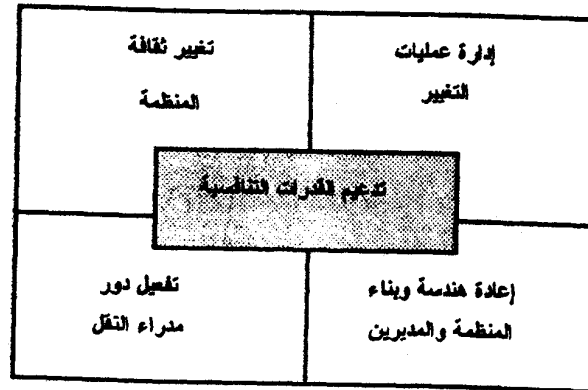 إدارة عمليات
التغيير
تغيير ثقافة
المنظمة
تدعيم القدرات التنافسية
إعادة هندسة وبناء
المنظمة والمديرين
تفعيل دور
مدراء النقل